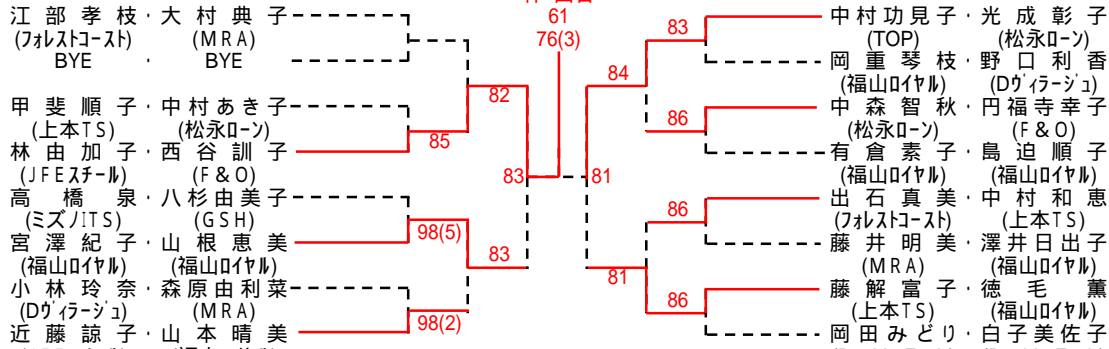 61
76(3)
江部孝枝・大村典子
(フォレストコースト) (MRA)
BYE ・ BYE
甲斐順子・中村あき子
(上本TS) (松永ローン)
林由加子・西谷訓子
(JFEスチール) (F&O)
高橋泉・八杉由美子
(ミズノTS) (GSH)
宮澤紀子・山根恵美
(福山ロイヤル) (福山ロイヤル)
小林玲奈・森原由利菜
(Dヴィラージュ) (MRA)
近藤諒子・山本晴美
82
85
83
98(5)
83
98(2)
中村功見子・光成彰子
(TOP) (松永ローン)
岡重琴枝・野口利香
(福山ロイヤル) (Dヴィラージュ)
中森智秋・円福寺幸子
(松永ローン) (F&O)
有倉素子・島迫順子
(福山ロイヤル) (福山ロイヤル)
出石真美・中村和恵
(フォレストコースト) (上本TS)
藤井明美・澤井日出子
(MRA) (福山ロイヤル)
藤解富子・徳毛薫
(上本TS) (福山ロイヤル)
岡田みどり・白子美佐子
83
84
86
81
86
81
86